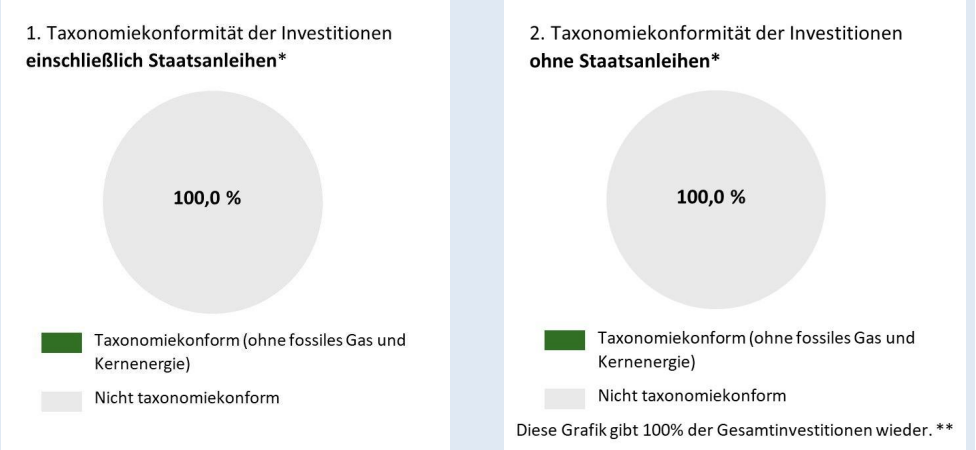 1. Taxonomiekonformität der Investitionen
einschließlich Staatsanleihen*
100,0 %
Taxonomiekonform (ohne fossiles Gas und
Kernenergie)
Nicht taxonomiekonform
2. Taxonomiekonformität der Investitionen
ohne Staatsanleihen*
100,0 %
Taxonomiekonform (ohne fossiles Gas und
Kernenergie)
Nicht taxonomiekonform
Diese Grafik gibt 100% der Gesamtinvestitionen wieder. **